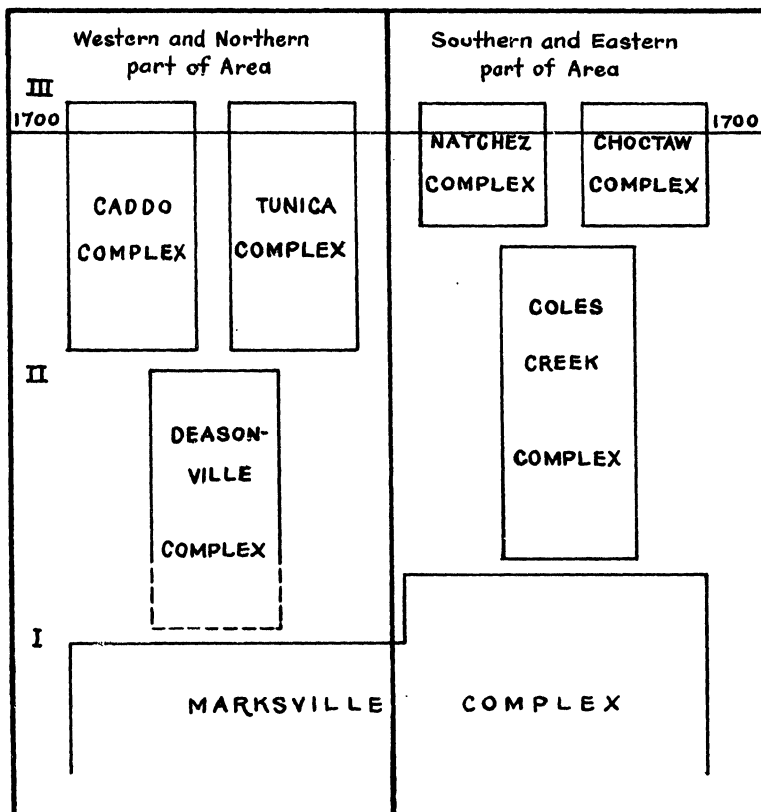 Western and Northern
part of Area
Southern and Eastern
part of Area
III
1700
1700
CADDO
COMPLEX
TUNICA
COMPLEX
NATCHEZ
COMPLEX
CHOCTAW
COMPLEX
COLES
CREEK
COMPLEX
II
DEASON-
VILLE
COMPLEX
I
MARKSVILLE COMPLEX